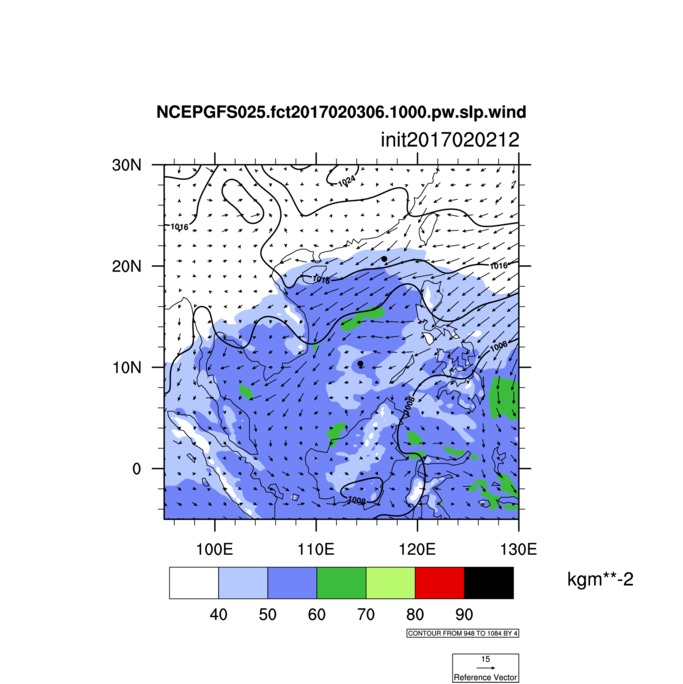 NCEPGFS025.fct2017020306.1000.pw.slp.wind
init2017020212
30N
1024
1016
20N
1016
1016
1008
10N
1008
0
1008
100E
110E
120E
130E
kgm**-2
40
50
60
70
80
90
CONTOUR FROM 948 TO 1084 BY 4
15
Reference Vector